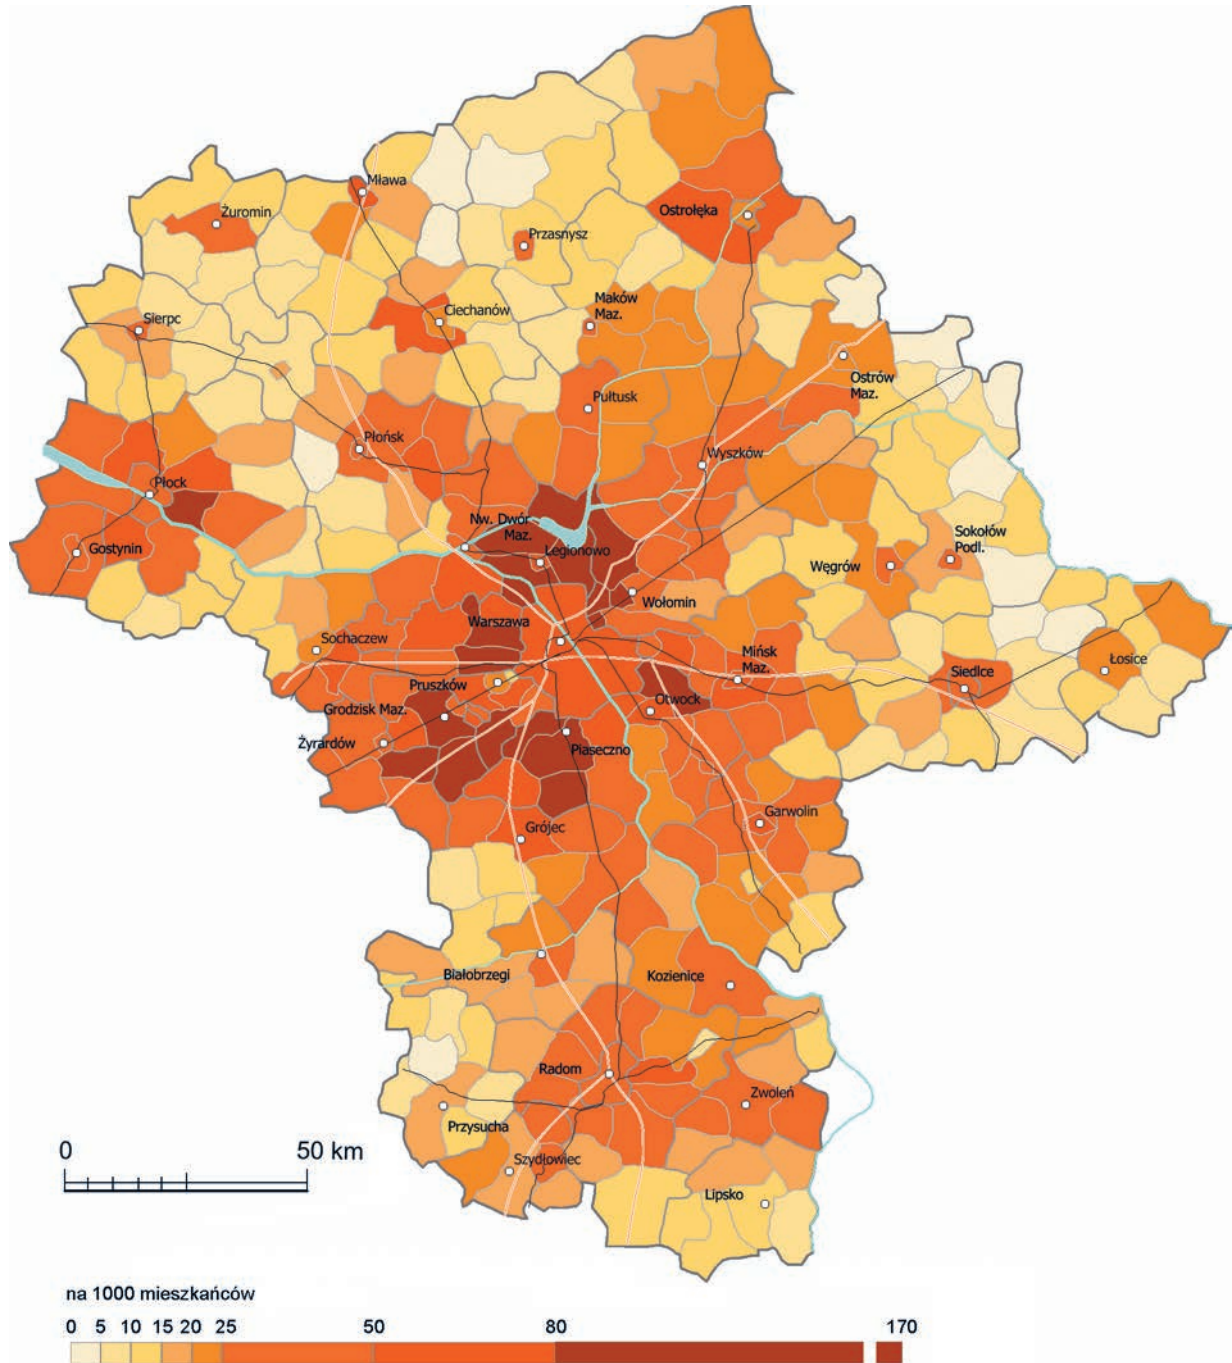 Mława
Żuromin
Ostrołęka
Przasnysz
Sierpc
Ciechanów
Maków
Maz.
Ostrów
Maz.
Pułtusk
Płońsk
Wyszków
Płock
Nw. Dwór
Maz.
Legionowo
Gostynin
Sokołów
Podl.
Węgrów
Wołomin
Warszawa
Sochaczew
Mińsk
Maz.
Łosice
Siedlce
Pruszków
Otwock
Grodzisk Maz.
Żyrardów
Piaseczno
Garwolin
Grójec
Białobrzegi
Kozienice
Radom
Zwoleń
Przysucha
Szydłowiec
Lipsko
0 50 km
na 1000 mieszkańców
0 5 10 15 20 25 50 80 170